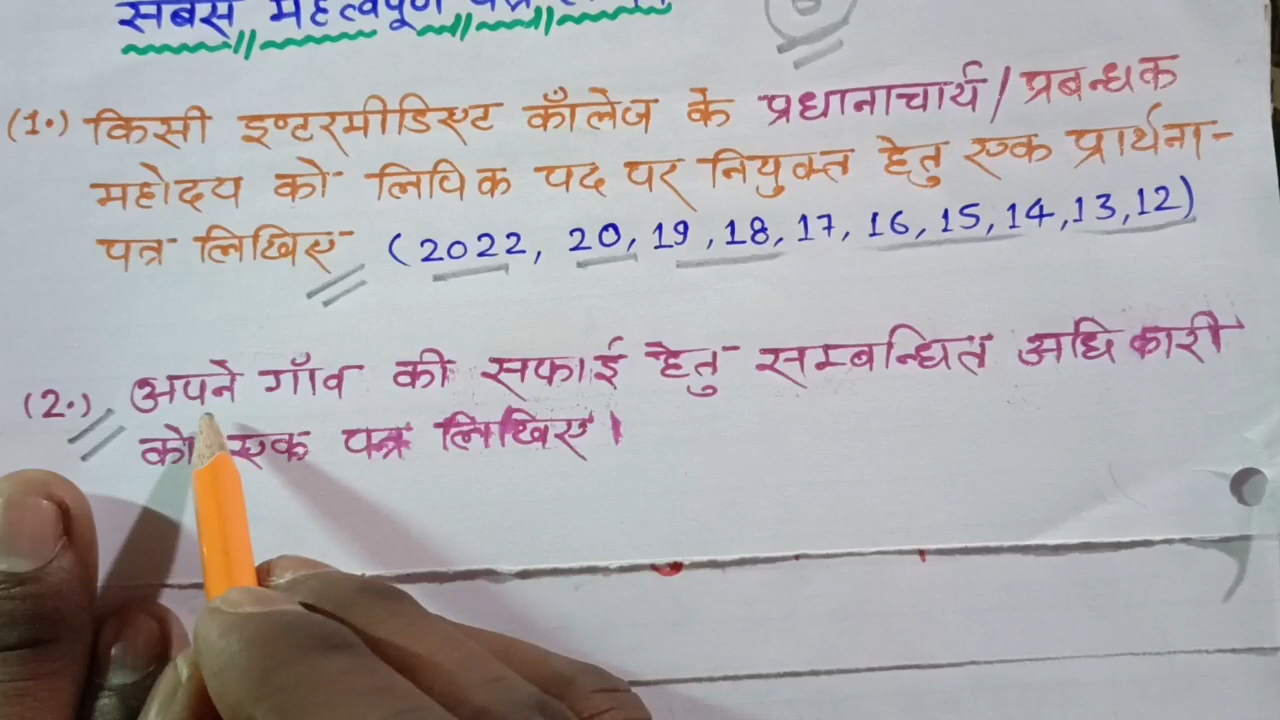 सबसे महत्वपूर्ण पत्र
(1.) किसी इण्टरमीडिएट कॉलेज के प्रधानाचार्य/प्रबन्धक
महोदय को लिपिक पद पर नियुक्त हेतु एक प्रार्थना-
पत्र लिखिए (2022, 20, 19, 18, 17, 16, 15, 14, 13, 12)
(2.) अपने गाँव की सफाई हेतु सम्बन्धित अधिकारी
को एक पत्र लिखिए।